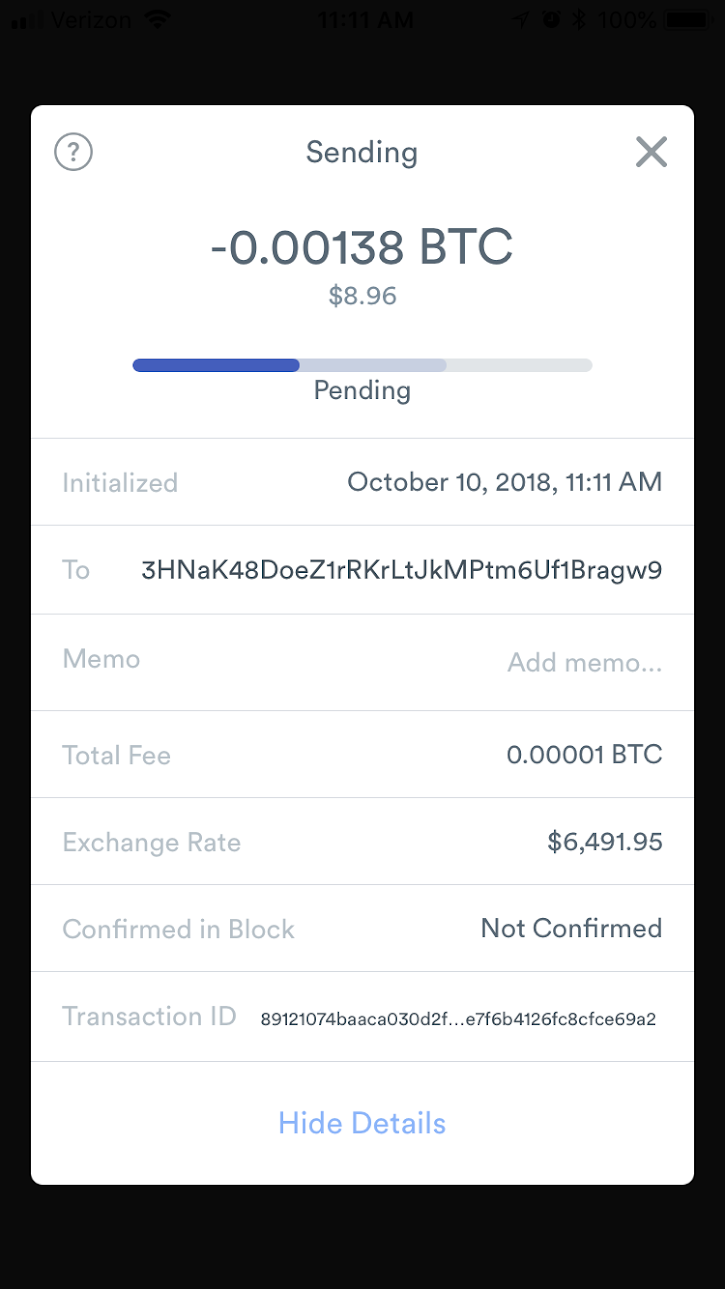 Verizon 11:11 AM 100%
? Sending
-0.00138 BTC
$8.96
Pending
Initialized October 10, 2018, 11:11 AM
To 3HNaK48DoeZ1rRKrLtJkMPtm6Uf1Bragw9
Memo Add memo...
Total Fee 0.00001 BTC
Exchange Rate $6,491.95
Confirmed in Block Not Confirmed
Transaction ID 89121074baaca030d2f...e7f6b4126fc8cfce69a2
Hide Details